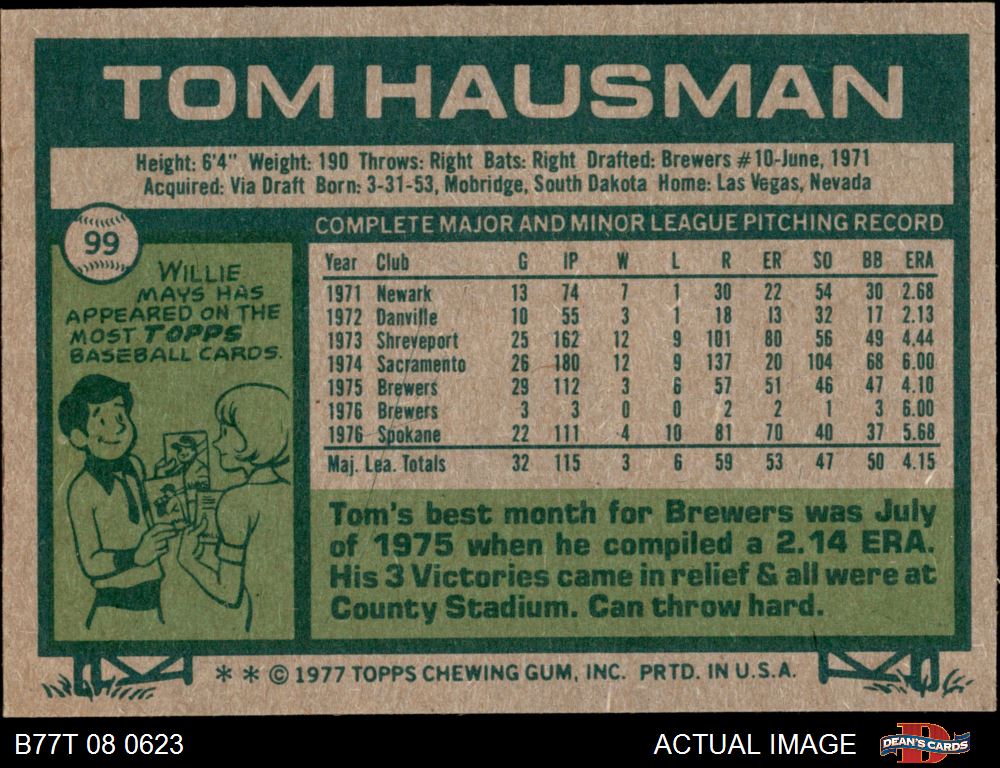 TOM HAUSMAN
Height: 6'4" Weight: 190 Throws: Right Bats: Right Drafted: Brewers #10-June, 1971
Acquired: Via Draft Born: 3-31-53, Mobridge, South Dakota Home: Las Vegas, Nevada
99
WILLIE
MAYS HAS
APPEARED ON THE
MOST TOPPS
BASEBALL CARDS.
COMPLETE MAJOR AND MINOR LEAGUE PITCHING RECORD
Year Club G IP W L R ER SO BB ERA
1971 Newark 13 74 7 1 30 22 54 30 2.68
1972 Danville 10 55 3 1 18 13 32 17 2.13
1973 Shreveport 25 162 12 9 101 80 56 49 4.44
1974 Sacramento 26 180 12 9 137 20 104 68 6.00
1975 Brewers 29 112 3 6 57 51 46 47 4.10
1976 Brewers 3 3 0 0 2 2 1 3 6.00
1976 Spokane 22 111 4 10 81 70 40 37 5.68
Maj. Lea. Totals 32 115 3 6 59 53 47 50 4.15
Tom's best month for Brewers was July
of 1975 when he compiled a 2.14 ERA.
His 3 Victories came in relief & all were at
County Stadium. Can throw hard.
* * © 1977 TOPPS CHEWING GUM, INC. PRTD. IN U.S.A.
B77T 08 0623
ACTUAL IMAGE
DEAN'S CARDS